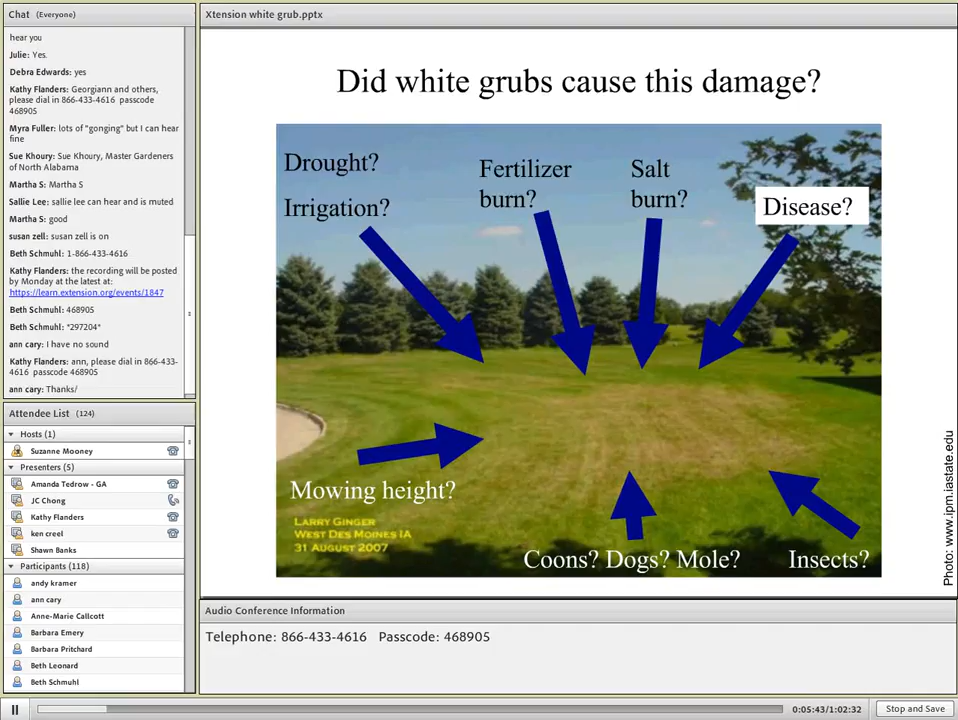 Chat (Everyone)
hear you
Julie: Yes.
Debra Edwards: yes
Kathy Flanders: Georgiann and others,
please dial in 866-433-4616 passcode
468905
Myra Fuller: lots of "gonging" but I can hear
fine
Sue Khoury: Sue Khoury, Master Gardeners
of North Alabama
Martha S: Martha S
Sallie Lee: sallie lee can hear and is muted
Martha S: good
susan zell: susan zell is on
Beth Schmuhl: 1-866-433-4616
Kathy Flanders: the recording will be posted
by Monday at the latest at:
https://learn.extension.org/events/1847
Beth Schmuhl: 468905
Beth Schmuhl: *297204*
ann cary: I have no sound
Kathy Flanders: ann, please dial in 866-433-
4616 passcode 468905
ann cary: Thanks/
Attendee List (124)
Hosts (1)
Suzanne Mooney
Presenters (5)
Amanda Tedrow - GA
JC Chong
Kathy Flanders
ken creel
Shawn Banks
Participants (118)
andy kramer
ann cary
Anne-Marie Callcott
Barbara Emery
Barbara Pritchard
Beth Leonard
Beth Schmuhl
Xtension white grub.pptx
Did white grubs cause this damage?
Drought?
Irrigation?
Fertilizer
burn?
Salt
burn?
Disease?
Mowing height?
LARRY GINGER
WEST DES MOINES IA
31 AUGUST 2007
Coons? Dogs? Mole?
Insects?
Photo: www.ipm.iastate.edu
Audio Conference Information
Telephone: 866-433-4616 Passcode: 468905
0:05:43/1:02:32
Stop and Save